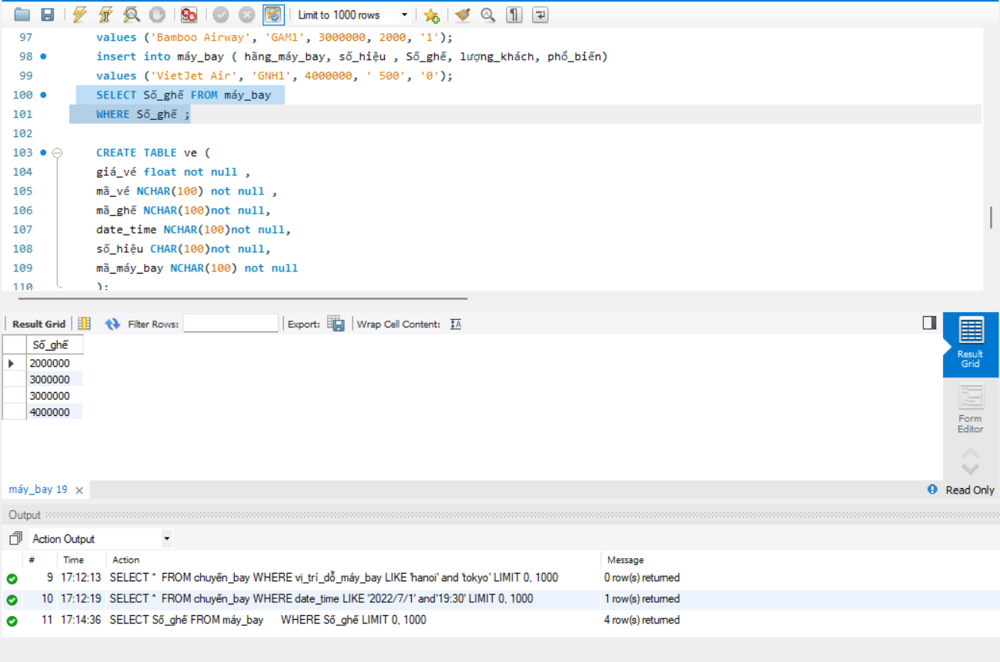 Limit to 1000 rows
97 values ('Bamboo Airway', 'GAM1', 3000000, 2000, '1');
98 insert into máy_bay ( hãng_máy_bay, số_hiệu , Số_ghế, lượng_khách, phổ_biến)
99 values ('VietJet Air', 'GNH1', 4000000, ' 500', '0');
100 SELECT Số_ghế FROM máy_bay
101 WHERE Số_ghế ;
102
103 CREATE TABLE ve (
104 giá_vé float not null ,
105 mã_vé NCHAR(100) not null ,
106 mã_ghế NCHAR(100)not null,
107 date_time NCHAR(100)not null,
108 số_hiệu CHAR(100)not null,
109 mã_máy_bay NCHAR(100) not null
110 );
Result Grid Filter Rows: Export: Wrap Cell Content:
Số_ghế
2000000
3000000
3000000
4000000
Result
Grid
Form
Editor
máy_bay 19
Read Only
Output
Action Output
# Time Action Message
9 17:12:13 SELECT * FROM chuyến_bay WHERE vị_trí_dỗ_máy_bay LIKE 'hanoi' and 'tokyo' LIMIT 0, 1000 0 row(s) returned
10 17:12:19 SELECT * FROM chuyến_bay WHERE date_time LIKE '2022/7/1' and'19:30' LIMIT 0, 1000 1 row(s) returned
11 17:14:36 SELECT Số_ghế FROM máy_bay WHERE Số_ghế LIMIT 0, 1000 4 row(s) returned